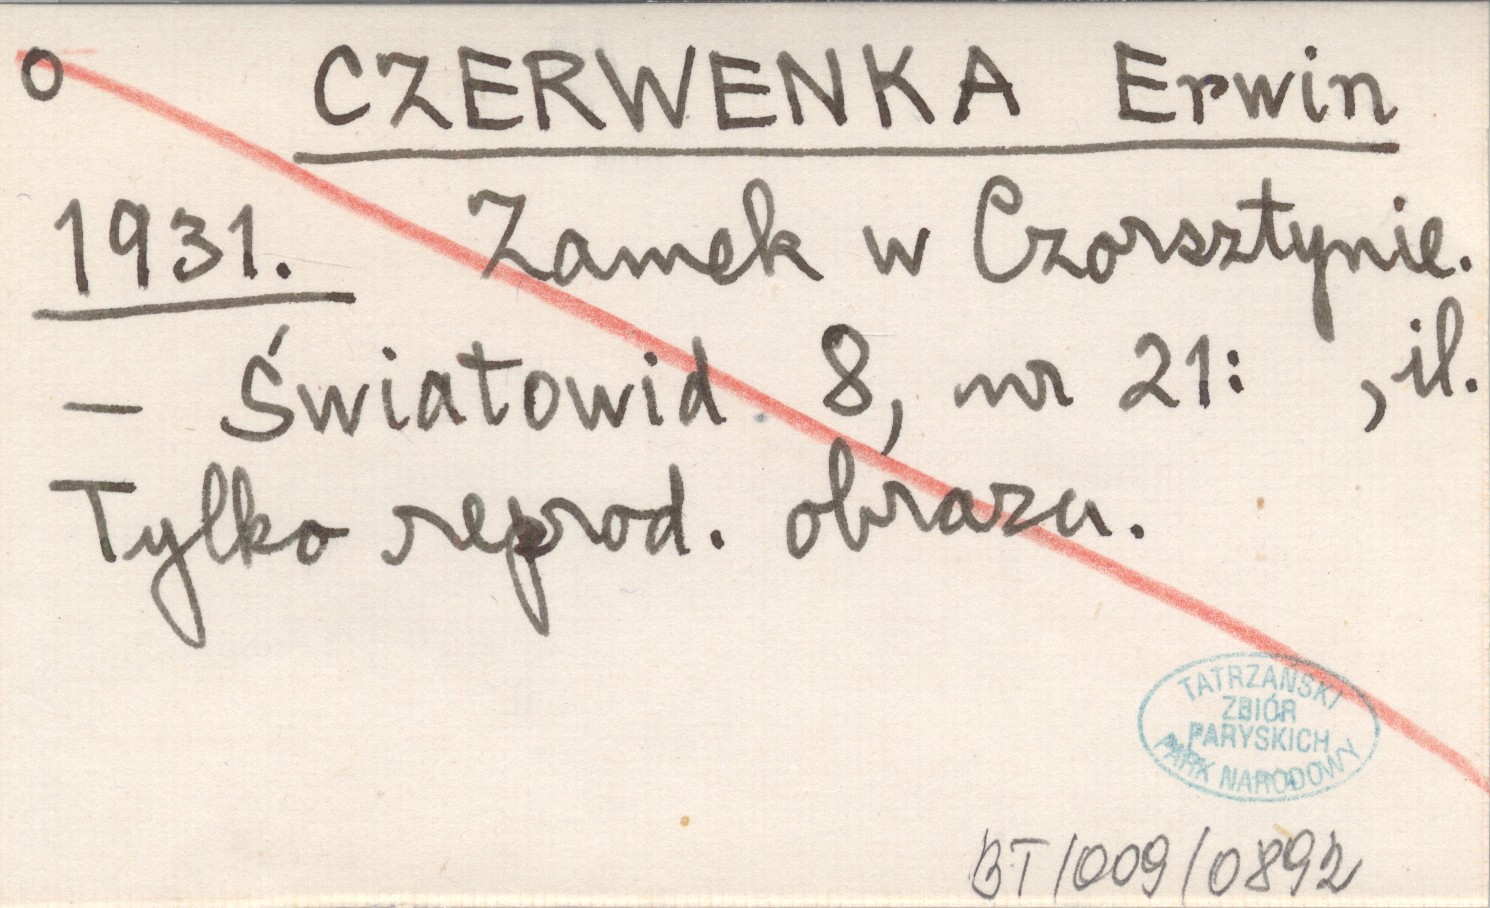 o CZERWENKA Erwin
1931. Zamek w Czorsztynie.
— Światowid 8, nr 21: , il.
Tylko reprod. obrazu.
TATRZAŃSKI
ZBIÓR
PARYSKICH
PARK NARODOWY
BT/009/0892